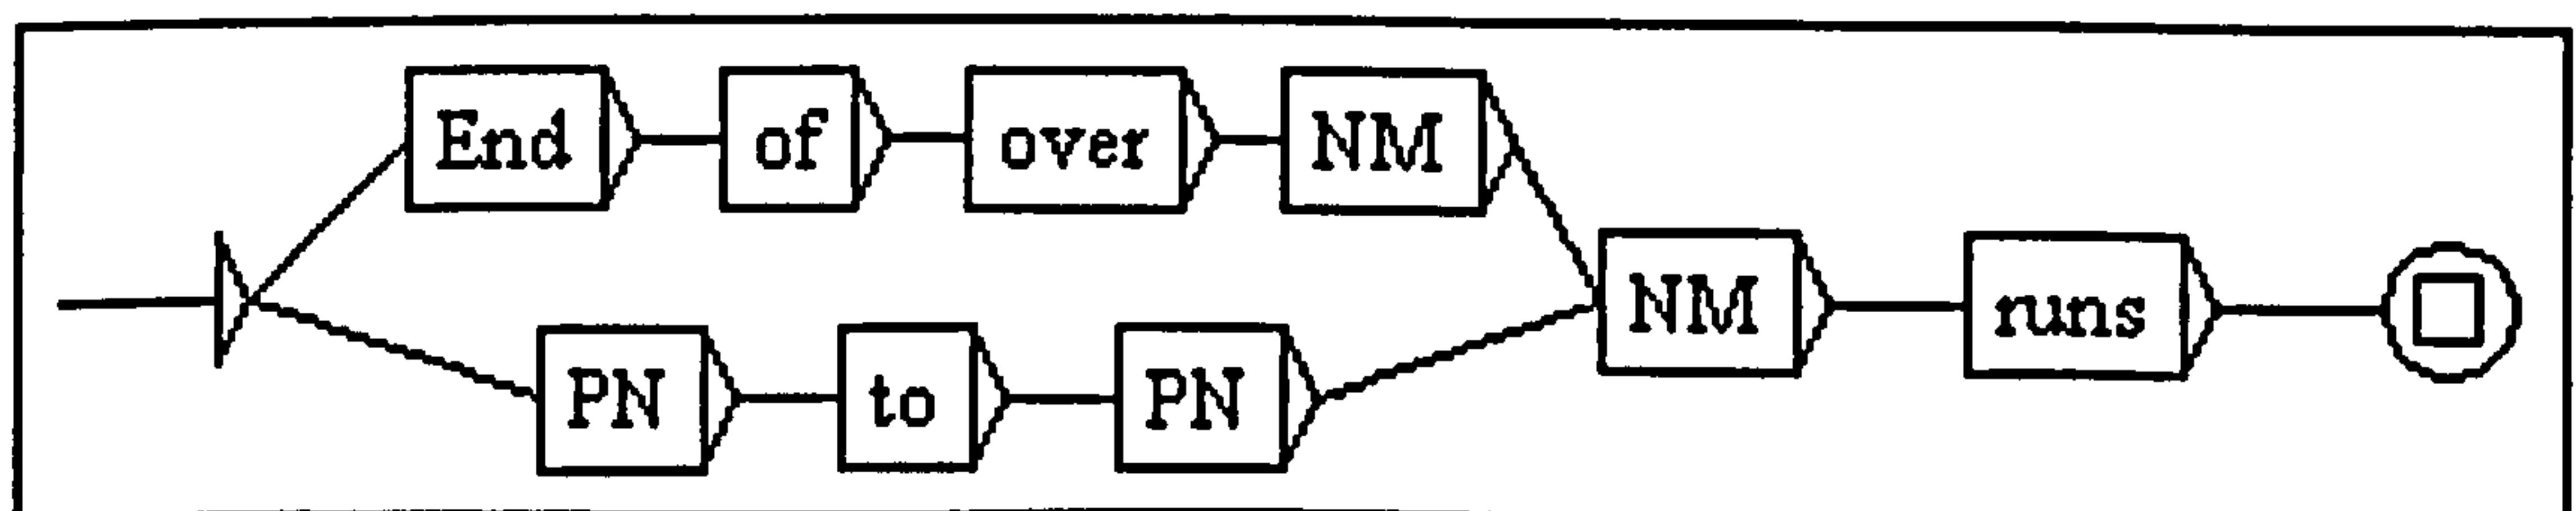 End of over NM
NM runs
PN to PN